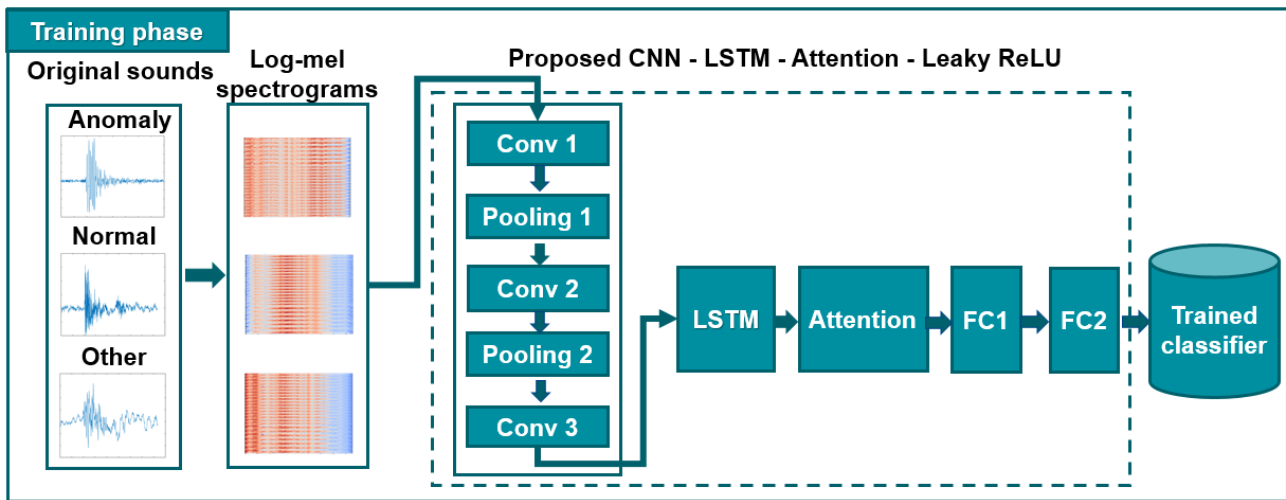 Training phase
Original sounds
Log-mel
spectrograms
Proposed CNN - LSTM - Attention - Leaky ReLU
Anomaly
Normal
Other
Conv 1
Pooling 1
Conv 2
Pooling 2
Conv 3
LSTM
Attention
FC1
FC2
Trained
classifier